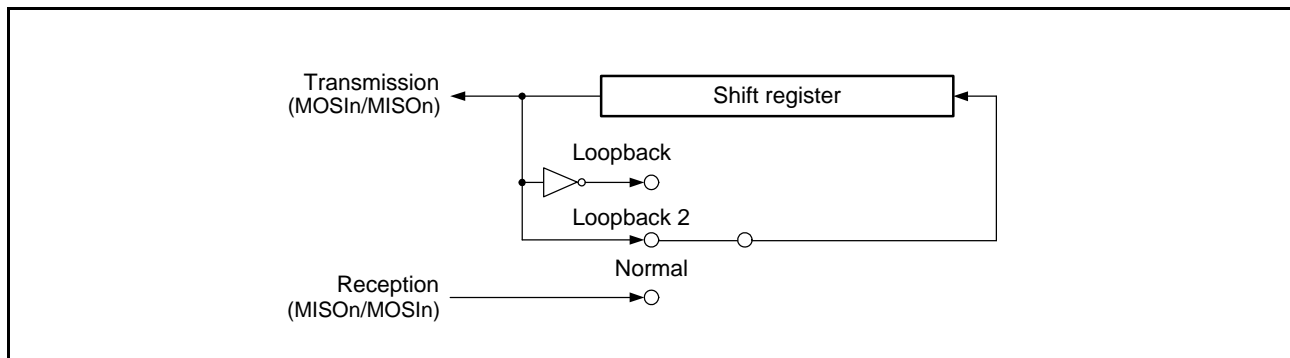 Transmission
(MOSIn/MISOn)
Shift register
Loopback
Loopback 2
Normal
Reception
(MISOn/MOSIn)